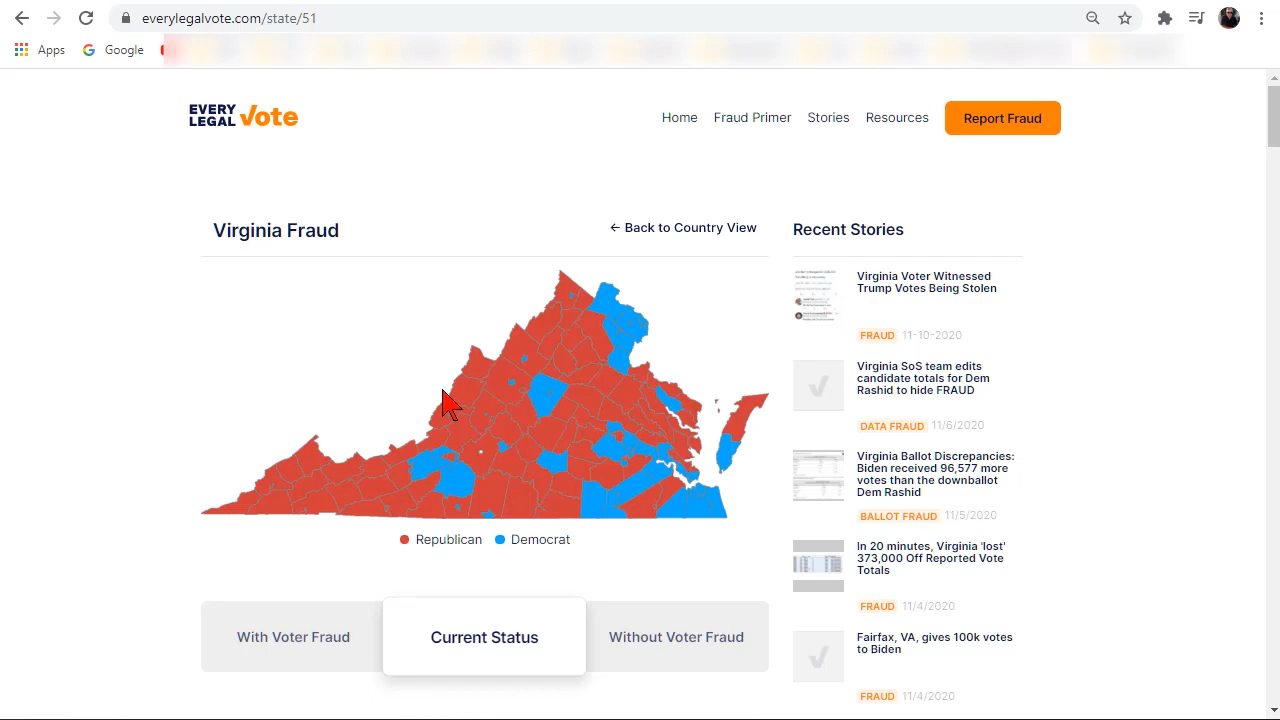 everylegalvote.com/state/51
Apps
Google
EVERY
LEGAL Vote
Home
Fraud Primer
Stories
Resources
Report Fraud
Virginia Fraud
← Back to Country View
Recent Stories
Virginia Voter Witnessed
Trump Votes Being Stolen
FRAUD 11-10-2020
Virginia SoS team edits
candidate totals for Dem
Rashid to hide FRAUD
DATA FRAUD 11/6/2020
Virginia Ballot Discrepancies:
Biden received 96,577 more
votes than the downballot
Dem Rashid
BALLOT FRAUD 11/5/2020
In 20 minutes, Virginia 'lost'
373,000 Off Reported Vote
Totals
FRAUD 11/4/2020
Fairfax, VA, gives 100k votes
to Biden
FRAUD 11/4/2020
Republican
Democrat
With Voter Fraud
Current Status
Without Voter Fraud